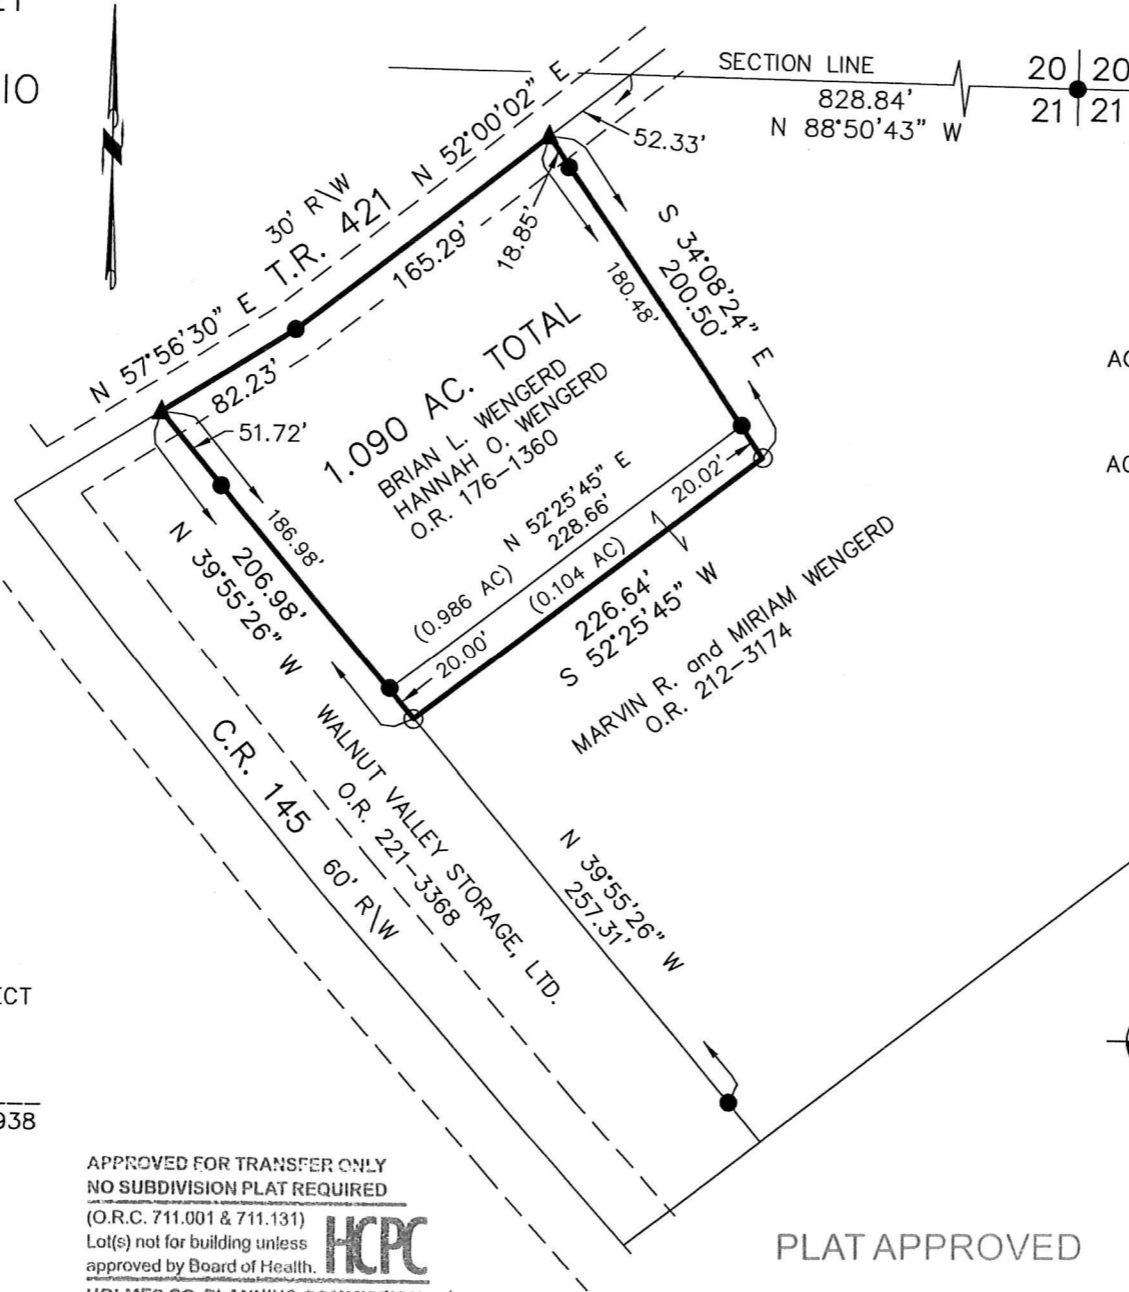 IO
SECTION LINE
828.84'
N 88°50'43" W
20 20
21 21
52.33'
30' R\W
T.R. 421
N 52°00'02" E
N 57°56'30" E
165.29'
82.23'
18.85'
180.48'
S 34°08'24" E
200.50'
51.72'
186.98'
1.090 AC. TOTAL
BRIAN L. WENGERD
HANNAH O. WENGERD
O.R. 176-1360
N 52°25'45" E
228.66'
(0.986 AC)
(0.104 AC)
20.02'
20.00'
226.64'
S 52°25'45" W
206.98'
N 39°55'26" W
MARVIN R. and MIRIAM WENGERD
O.R. 212-3174
WALNUT VALLEY STORAGE, LTD.
O.R. 221-3368
C.R. 145
60' R\W
N 39°55'26" W
257.31'
AC
AC
ECT
938
APPROVED FOR TRANSFER ONLY
NO SUBDIVISION PLAT REQUIRED
(O.R.C. 711.001 & 711.131)
Lot(s) not for building unless
approved by Board of Health.
HCPC
HOLMES CO. PLANNING COMMISSION
PLAT APPROVED